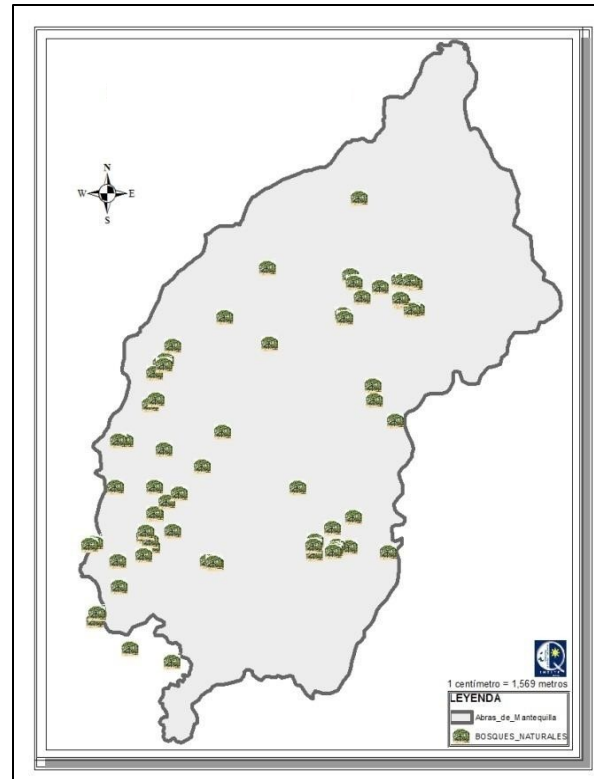 N
W E
S
1 centímetro = 1,569 metros
LEYENDA
Abras_de_Mantequilla
BOSQUES_NATURALES